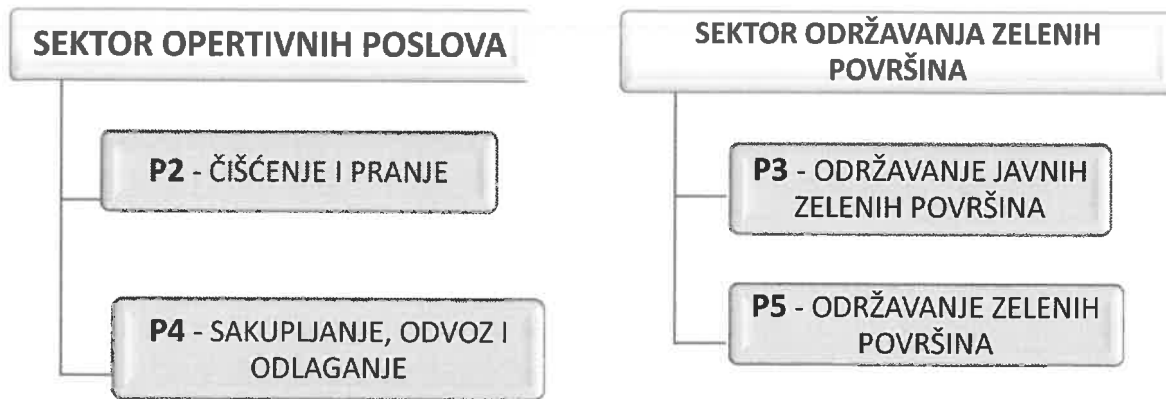 SEKTOR OPERTIVNIH POSLOVA
P2 - ČIŠĆENJE I PRANJE
P4 - SAKUPLJANJE, ODVOZ I
ODLAGANJE
SEKTOR ODRŽAVANJA ZELENIH
POVRŠINA
P3 - ODRŽAVANJE JAVNIH
ZELENIH POVRŠINA
P5 - ODRŽAVANJE ZELENIH
POVRŠINA